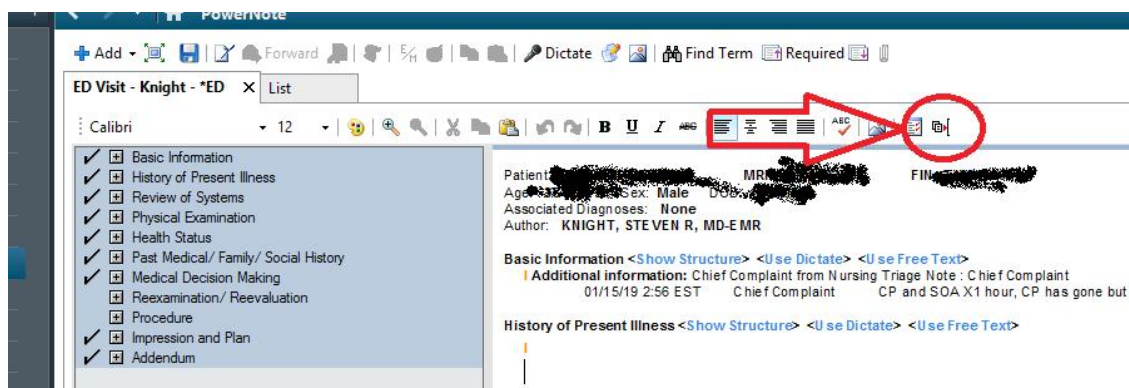 PowerNote
Add Forward E/M Dictate Find Term Required
ED Visit - Knight - *ED X List
Calibri 12 B U I ABC ABC
Basic Information
History of Present Illness
Review of Systems
Physical Examination
Health Status
Past Medical/ Family/ Social History
Medical Decision Making
Reexamination/ Reevaluation
Procedure
Impression and Plan
Addendum
Patient: MRN FIN
Age: Sex: Male DOB:
Associated Diagnoses: None
Author: KNIGHT, STEVEN R, MD-EMR
Basic Information <Show Structure> <Use Dictate> <Use Free Text>
Additional information: Chief Complaint from Nursing Triage Note : Chief Complaint
01/15/19 2:56 EST Chief Complaint CP and SOA X1 hour, CP has gone but
History of Present Illness <Show Structure> <Use Dictate> <Use Free Text>